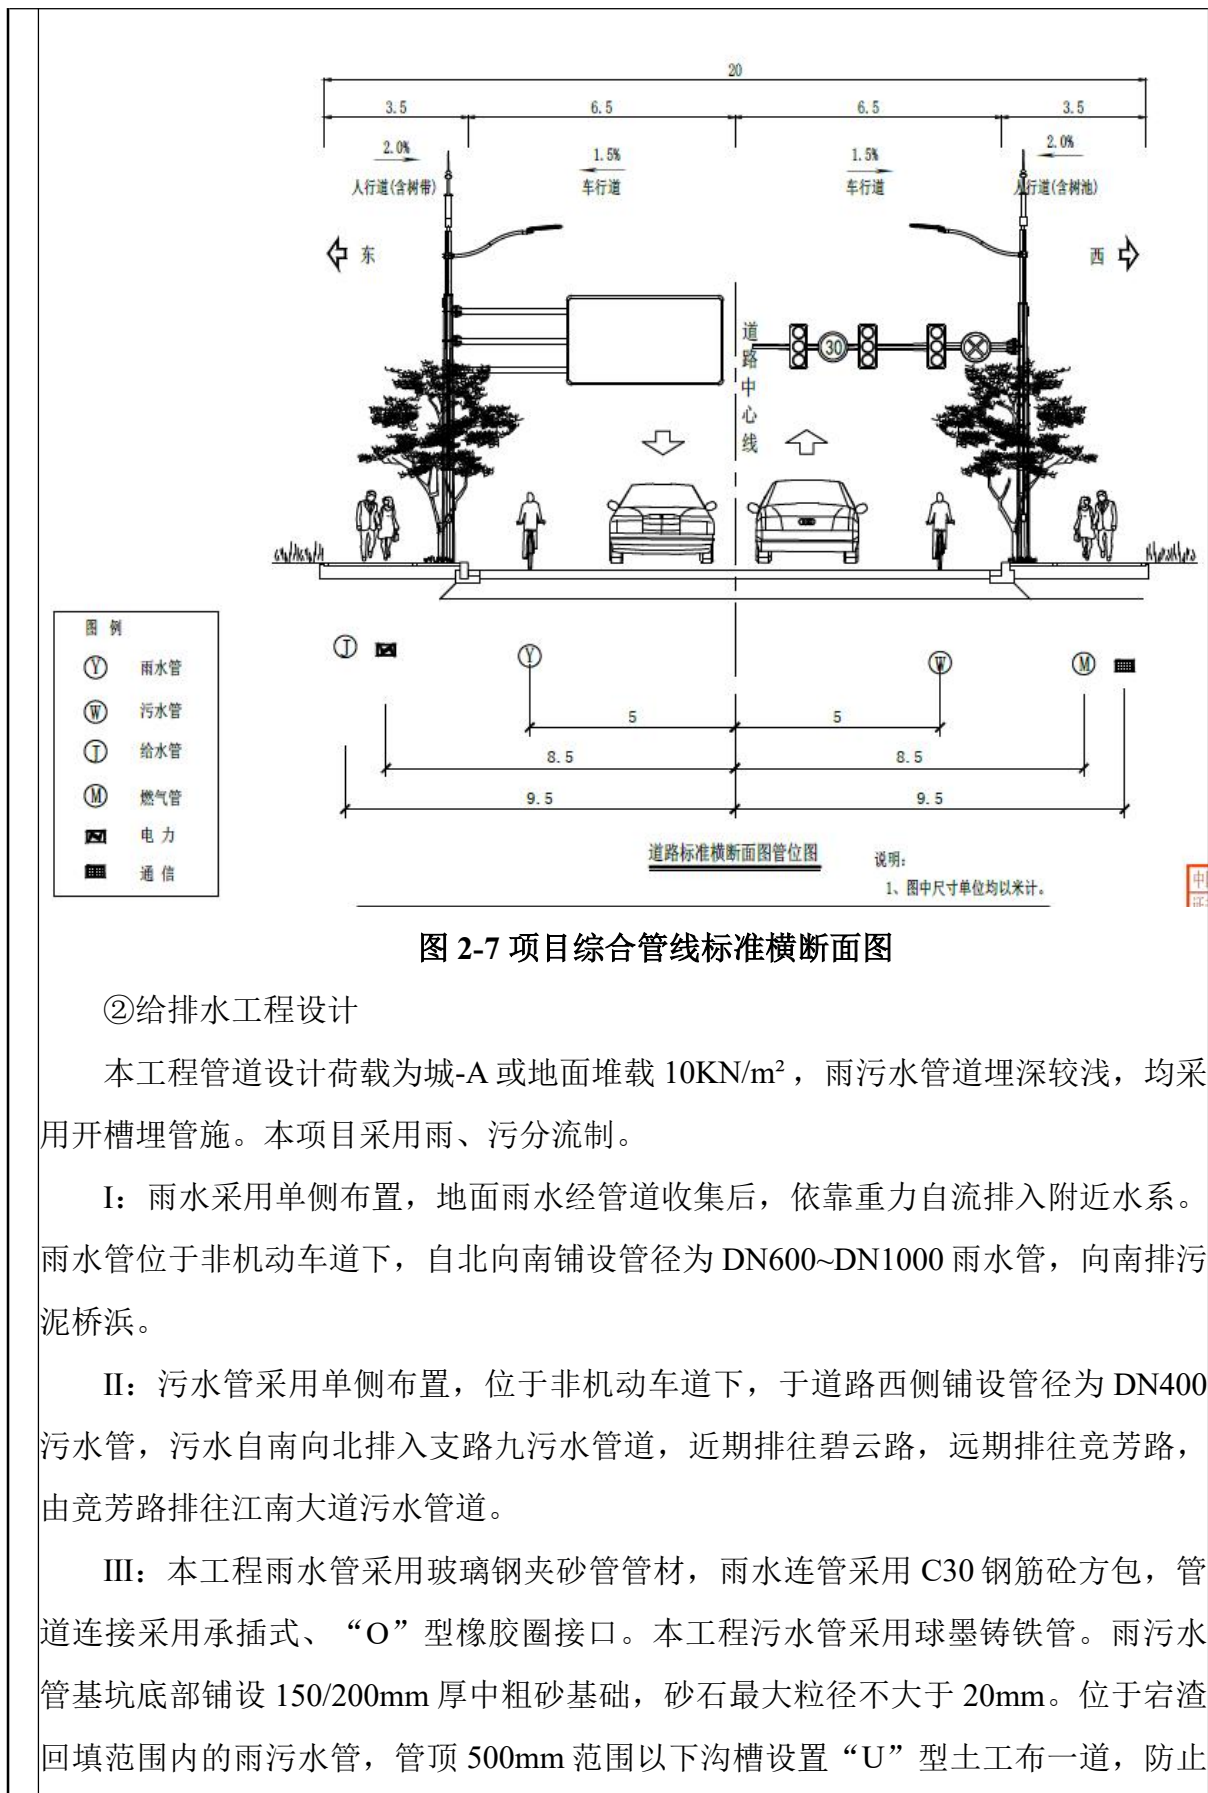 20
3.5 6.5 6.5 3.5
2.0% 1.5% 1.5% 2.0%
人行道(含树带) 车行道 车行道 人行道(含树池)
东 西
道路中心线
30
图 例
Y 雨水管
W 污水管
J 给水管
M 燃气管
电 力
通 信
J Y W M
5 5
8.5 8.5
9.5 9.5
道路标准横断面图管位图
说明:
1、图中尺寸单位均以米计。
图 2-7 项目综合管线标准横断面图
②给排水工程设计
本工程管道设计荷载为城-A 或地面堆载 10KN/m²，雨污水管道埋深较浅，均采
用开槽埋管施。本项目采用雨、污分流制。
I：雨水采用单侧布置，地面雨水经管道收集后，依靠重力自流排入附近水系。
雨水管位于非机动车道下，自北向南铺设管径为 DN600~DN1000 雨水管，向南排污
泥桥浜。
II：污水管采用单侧布置，位于非机动车道下，于道路西侧铺设管径为 DN400
污水管，污水自南向北排入支路九污水管道，近期排往碧云路，远期排往竞芳路，
由竞芳路排往江南大道污水管道。
III：本工程雨水管采用玻璃钢夹砂管管材，雨水连管采用 C30 钢筋砼方包，管
道连接采用承插式、“O”型橡胶圈接口。本工程污水管采用球墨铸铁管。雨污水
管基坑底部铺设 150/200mm 厚中粗砂基础，砂石最大粒径不大于 20mm。位于宕渣
回填范围内的雨污水管，管顶 500mm 范围以下沟槽设置“U”型土工布一道，防止